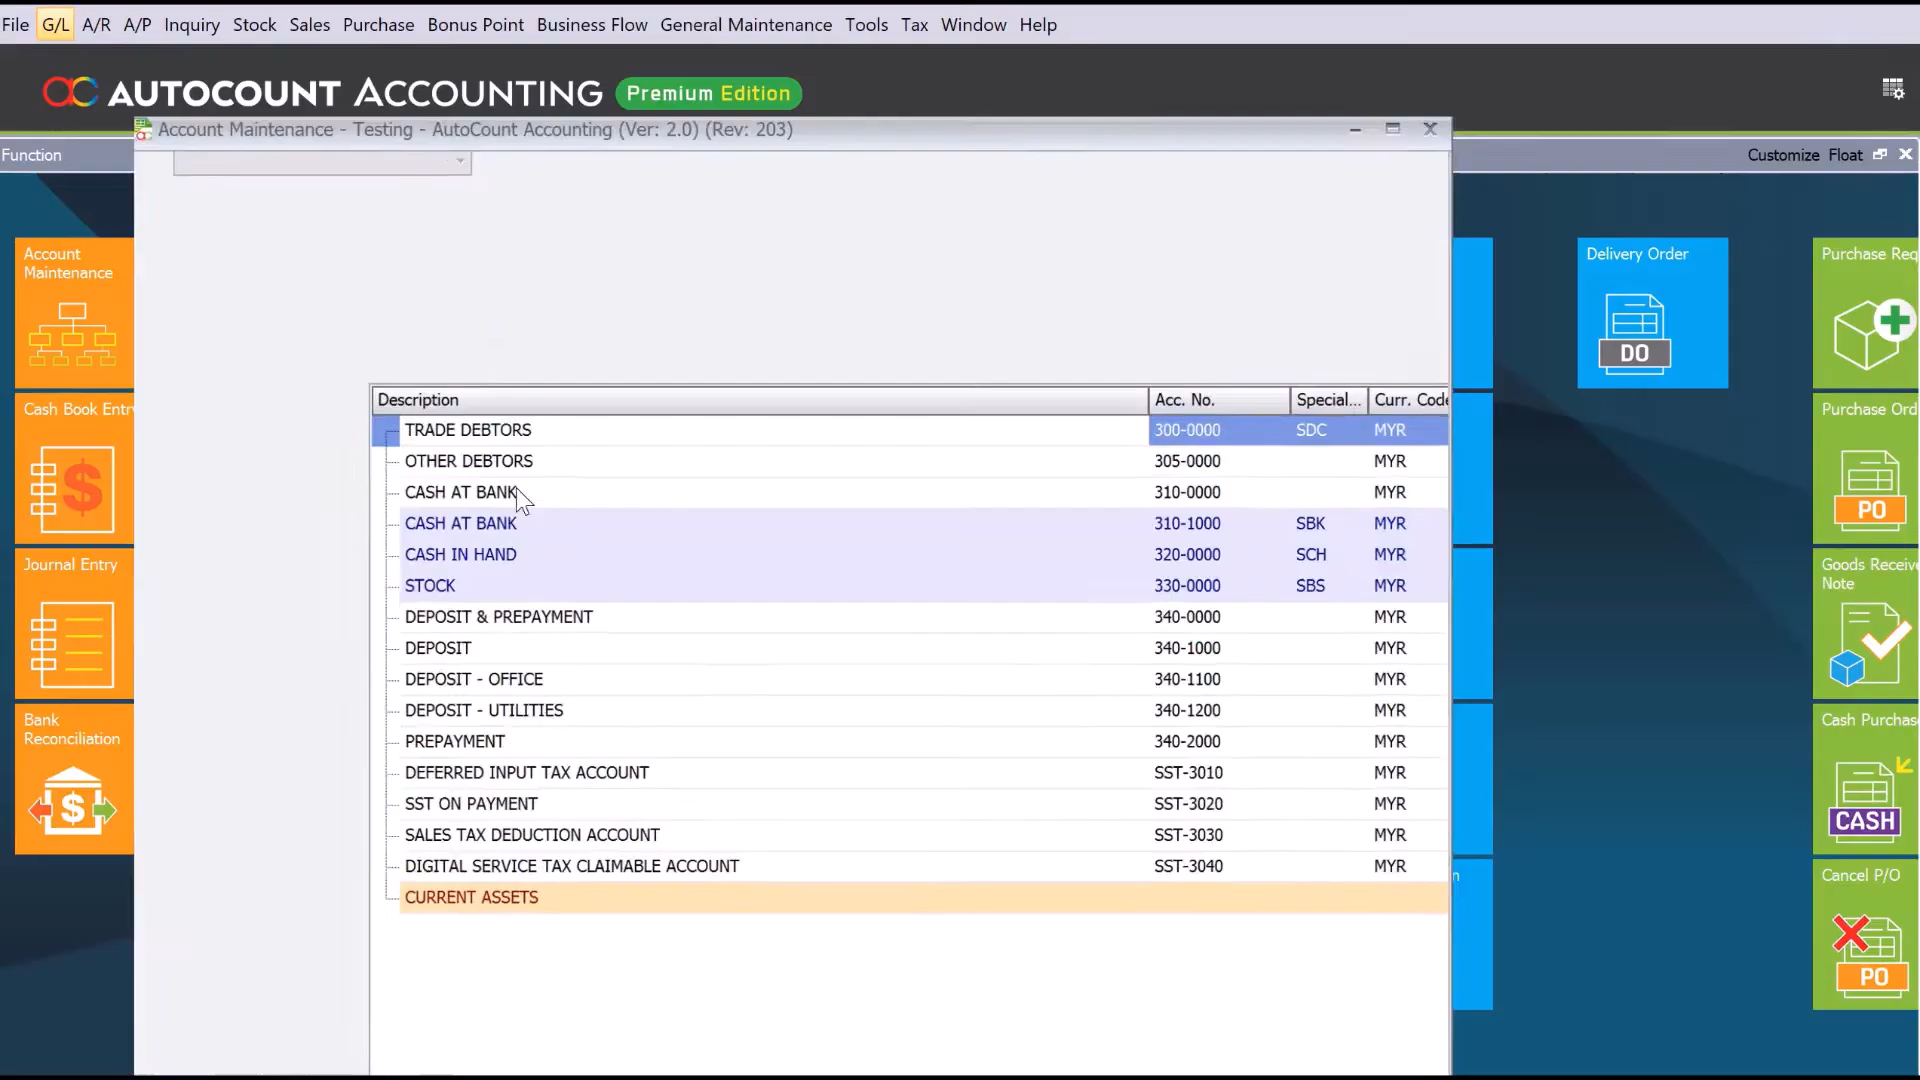 File G/L A/R A/P Inquiry Stock Sales Purchase Bonus Point Business Flow General Maintenance Tools Tax Window Help
AUTOCOUNT ACCOUNTING Premium Edition
Account Maintenance - Testing - AutoCount Accounting (Ver: 2.0) (Rev: 203)
Function
Customize Float
Account
Maintenance
Cash Book Entr
Journal Entry
Bank
Reconciliation
Description Acc. No. Special... Curr. Code
TRADE DEBTORS 300-0000 SDC MYR
OTHER DEBTORS 305-0000 MYR
CASH AT BANK 310-0000 MYR
CASH AT BANK 310-1000 SBK MYR
CASH IN HAND 320-0000 SCH MYR
STOCK 330-0000 SBS MYR
DEPOSIT & PREPAYMENT 340-0000 MYR
DEPOSIT 340-1000 MYR
DEPOSIT - OFFICE 340-1100 MYR
DEPOSIT - UTILITIES 340-1200 MYR
PREPAYMENT 340-2000 MYR
DEFERRED INPUT TAX ACCOUNT SST-3010 MYR
SST ON PAYMENT SST-3020 MYR
SALES TAX DEDUCTION ACCOUNT SST-3030 MYR
DIGITAL SERVICE TAX CLAIMABLE ACCOUNT SST-3040 MYR
CURRENT ASSETS
n
Delivery Order
DO
Purchase Req
Purchase Ord
PO
Goods Receive
Note
Cash Purchas
CASH
Cancel P/O
PO